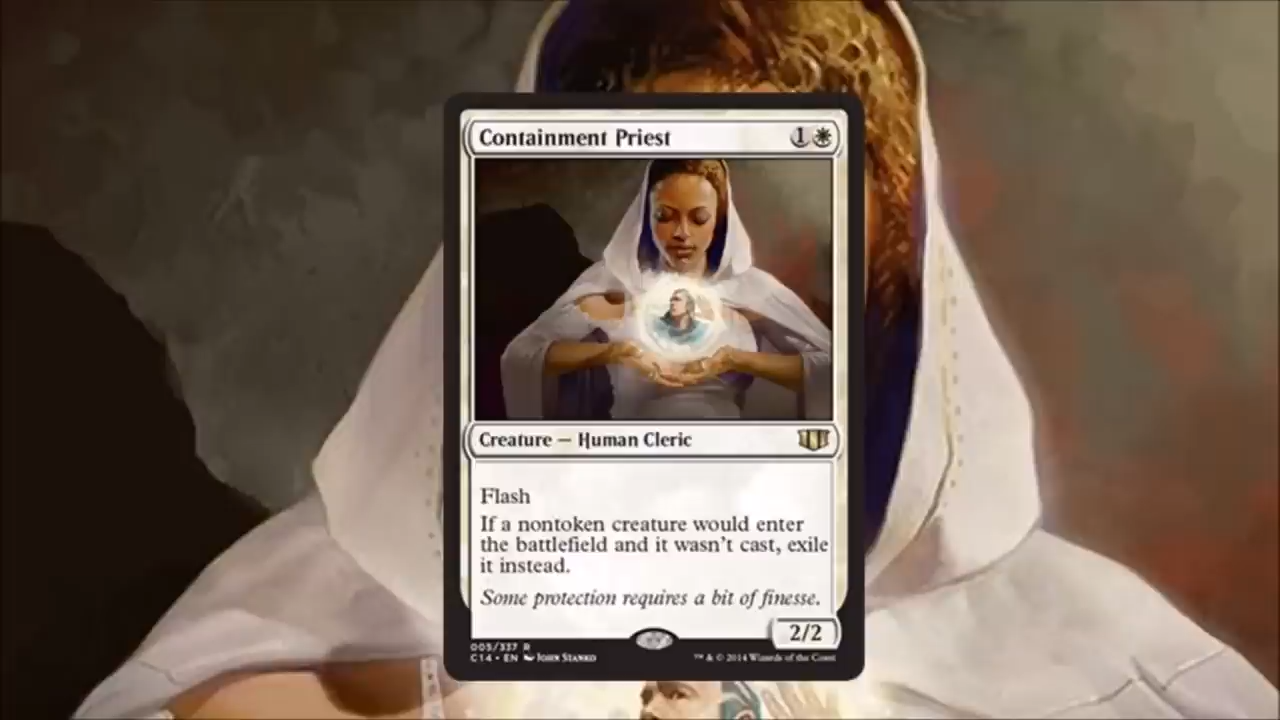 Containment Priest 1
Creature — Human Cleric
Flash
If a nontoken creature would enter
the battlefield and it wasn't cast, exile
it instead.
Some protection requires a bit of finesse.
2/2
005/337 R
C14 • EN John Stanko
™ & © 2014 Wizards of the Coast